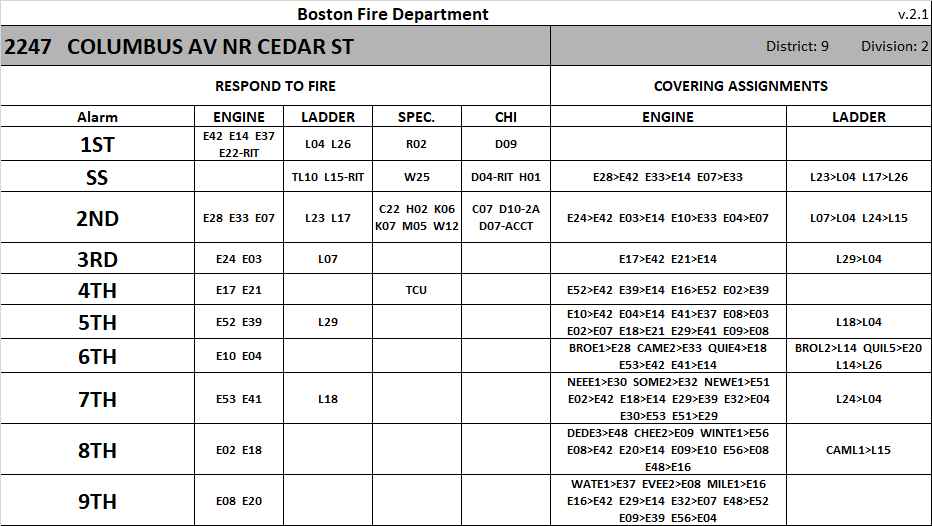 Boston Fire Department v.2.1
2247 COLUMBUS AV NR CEDAR ST District: 9 Division: 2
RESPOND TO FIRE COVERING ASSIGNMENTS
Alarm ENGINE LADDER SPEC. CHI ENGINE LADDER
1ST E42 E14 E37 L04 L26 R02 D09
E22-RIT
SS TL10 L15-RIT W25 D04-RIT H01 E28>E42 E33>E14 E07>E33 L23>L04 L17>L26
2ND E28 E33 E07 L23 L17 C22 H02 K06 C07 D10-2A E24>E42 E03>E14 E10>E33 E04>E07 L07>L04 L24>L15
K07 M05 W12 D07-ACCT
3RD E24 E03 L07 E17>E42 E21>E14 L29>L04
4TH E17 E21 TCU E52>E42 E39>E14 E16>E52 E02>E39
5TH E52 E39 L29 E10>E42 E04>E14 E41>E37 E08>E03 L18>L04
E02>E07 E18>E21 E29>E41 E09>E08
6TH E10 E04 BROE1>E28 CAME2>E33 QUIE4>E18 BROL2>L14 QUIL5>E20
E53>E42 E41>E14 L14>L26
7TH E53 E41 L18 NEEE1>E30 SOME2>E32 NEWE1>E51 L24>L04
E02>E42 E18>E14 E29>E39 E32>E04
E30>E53 E51>E29
8TH E02 E18 DEDE3>E48 CHEE2>E09 WINTE1>E56 CAML1>L15
E08>E42 E20>E14 E09>E10 E56>E08
E48>E16
9TH E08 E20 WATE1>E37 EVEE2>E08 MILE1>E16
E16>E42 E29>E14 E32>E07 E48>E52
E09>E39 E56>E04